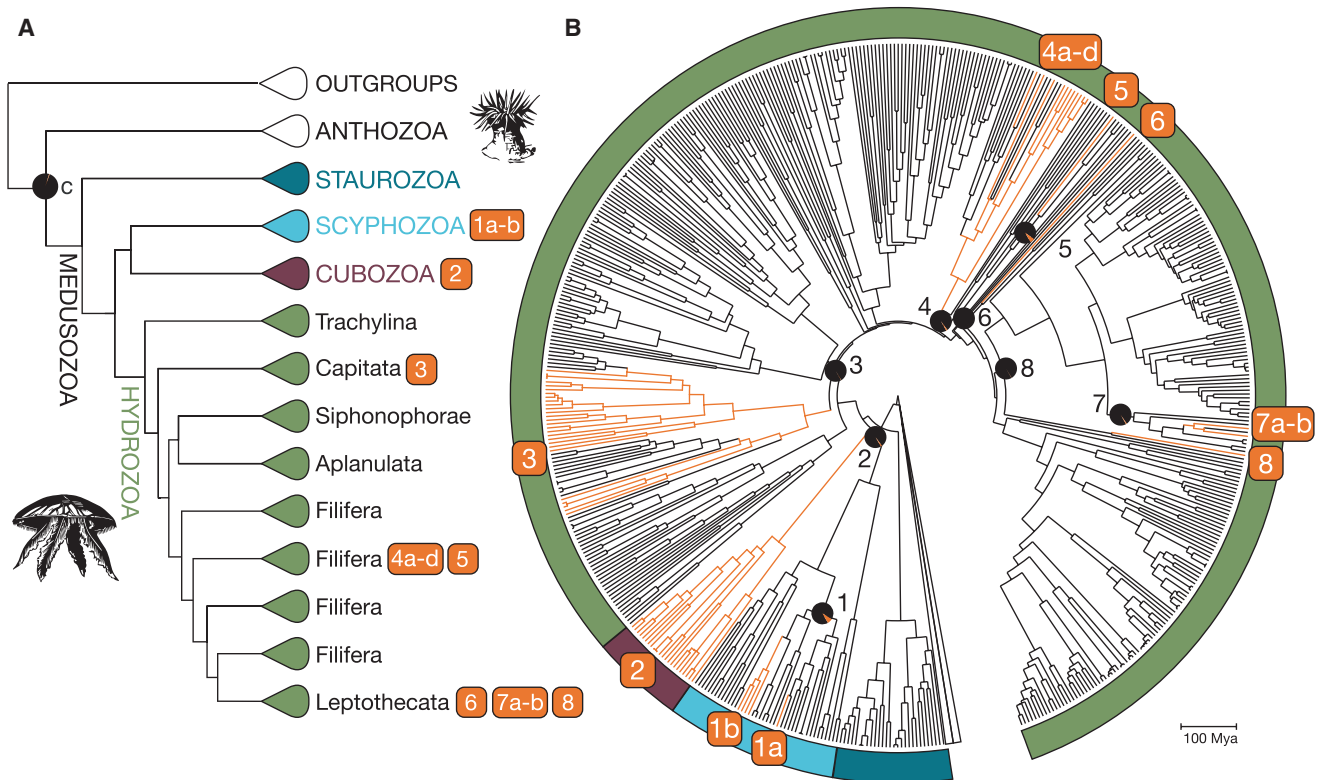 A
OUTGROUPS
ANTHOZOA
c
STAUROZOA
SCYPHOZOA 1a-b
CUBOZOA 2
MEDUSOZOA
Trachylina
Capitata 3
HYDROZOA
Siphonophorae
Aplanulata
Filifera
Filifera 4a-d 5
Filifera
Filifera
Leptothecata 6 7a-b 8
B
4a-d
5
6
5
4
6
3
8
7
7a-b
2
3
8
1
2
1b
1a
100 Mya